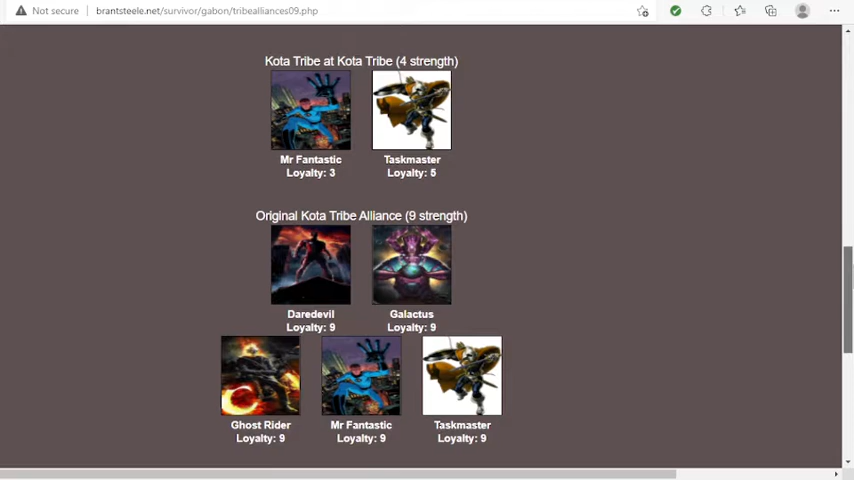 Not secure
brantsteele.net/survivor/gabon/tribealliances09.php
Kota Tribe at Kota Tribe (4 strength)
Mr Fantastic Taskmaster
Loyalty: 3 Loyalty: 5
Original Kota Tribe Alliance (9 strength)
Daredevil Galactus
Loyalty: 9 Loyalty: 9
Ghost Rider Mr Fantastic Taskmaster
Loyalty: 9 Loyalty: 9 Loyalty: 9